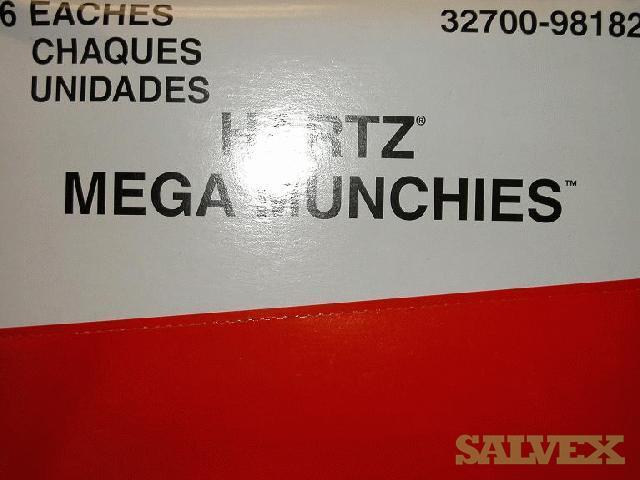 6 EACHES
32700-98182
CHAQUES
UNIDADES
HARTZ®
MEGA MUNCHIES™
SALVEX